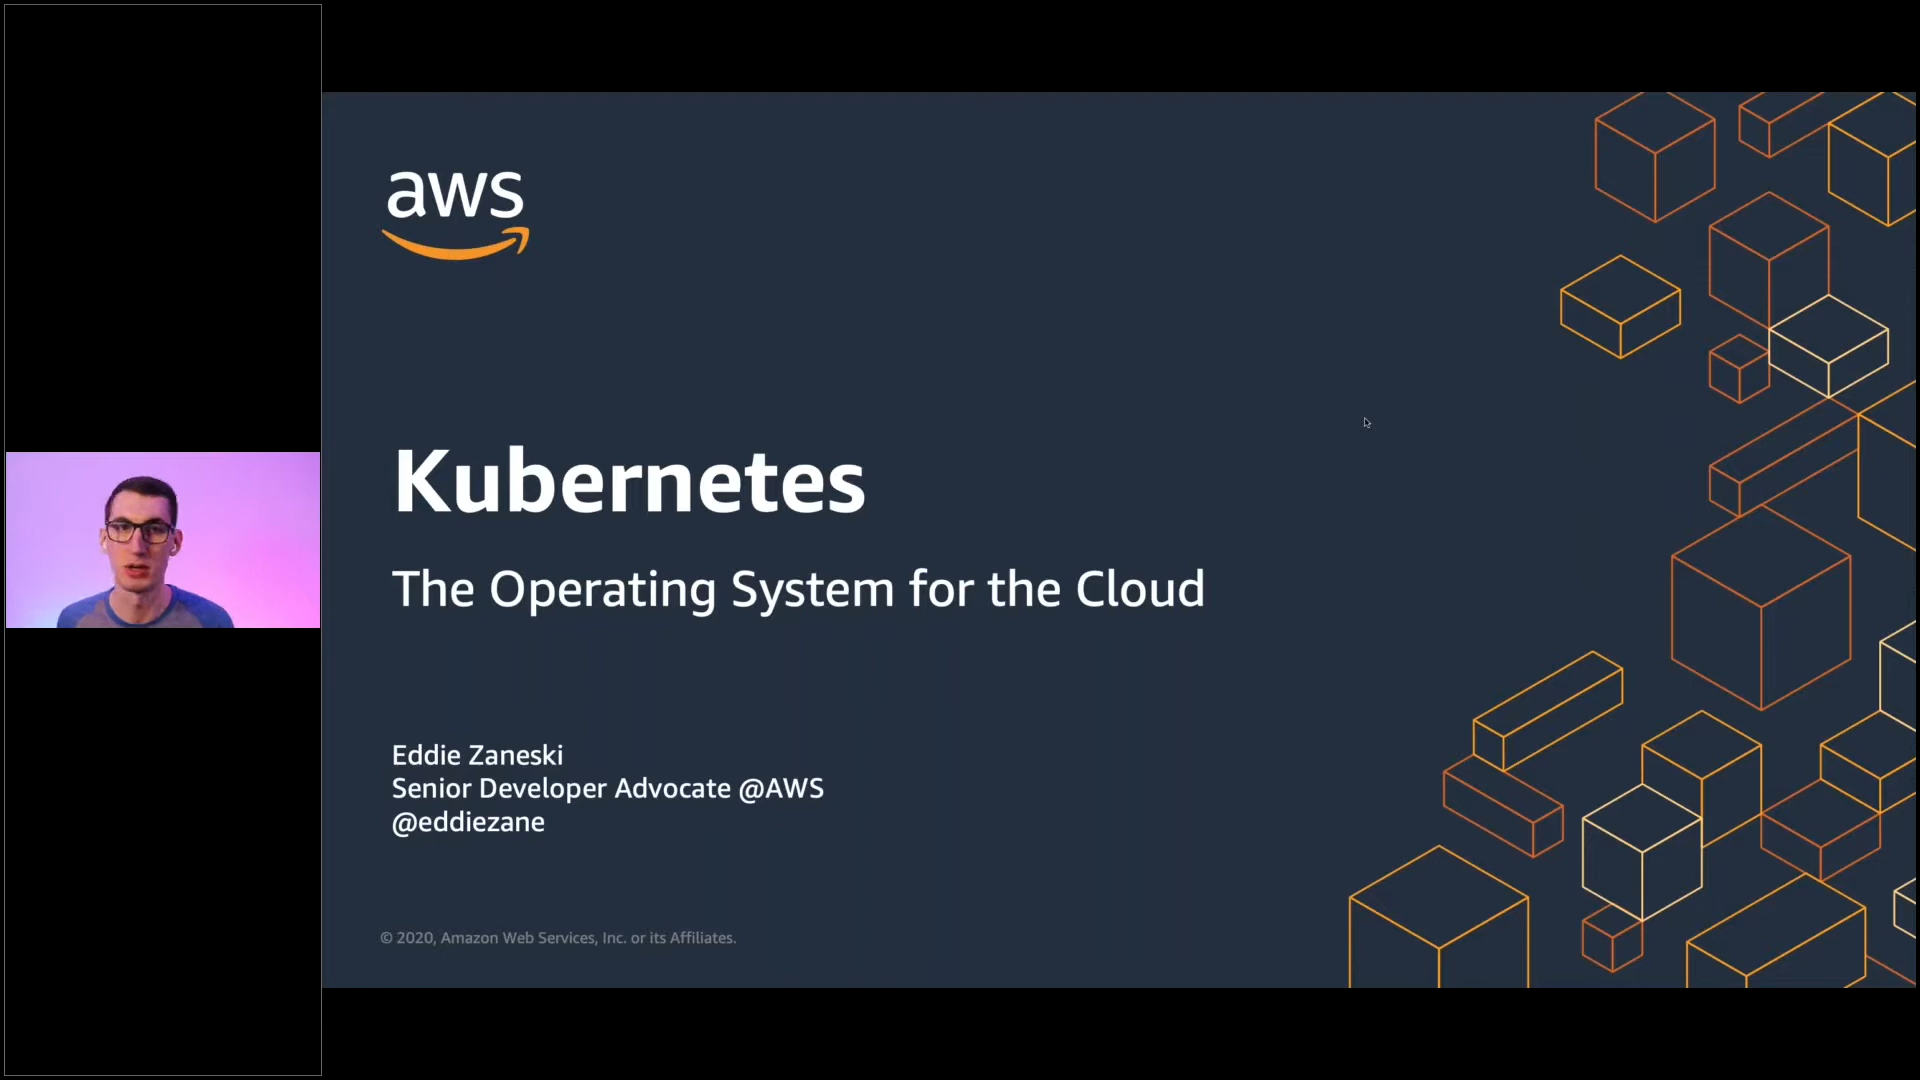 aws
Kubernetes
The Operating System for the Cloud
Eddie Zaneski
Senior Developer Advocate @AWS
@eddiezane
© 2020, Amazon Web Services, Inc. or its Affiliates.